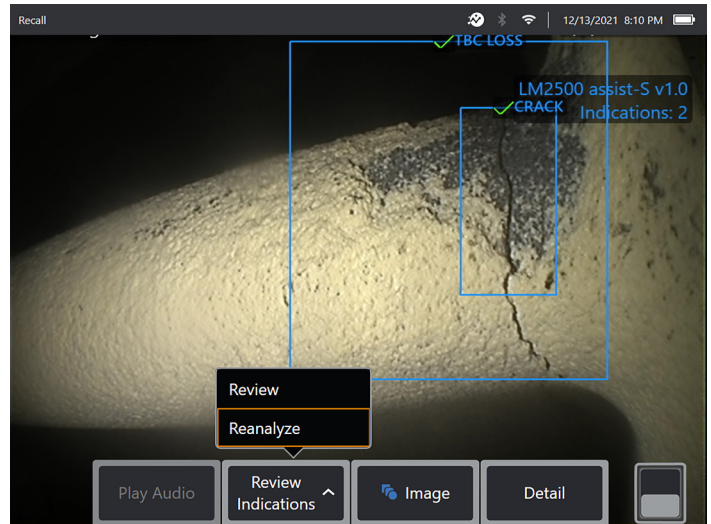 Recall
12/13/2021 8:10 PM
TBC LOSS
LM2500 assist-S v1.0
CRACK
Indications: 2
Review
Reanalyze
Play Audio
Review
Indications
Image
Detail